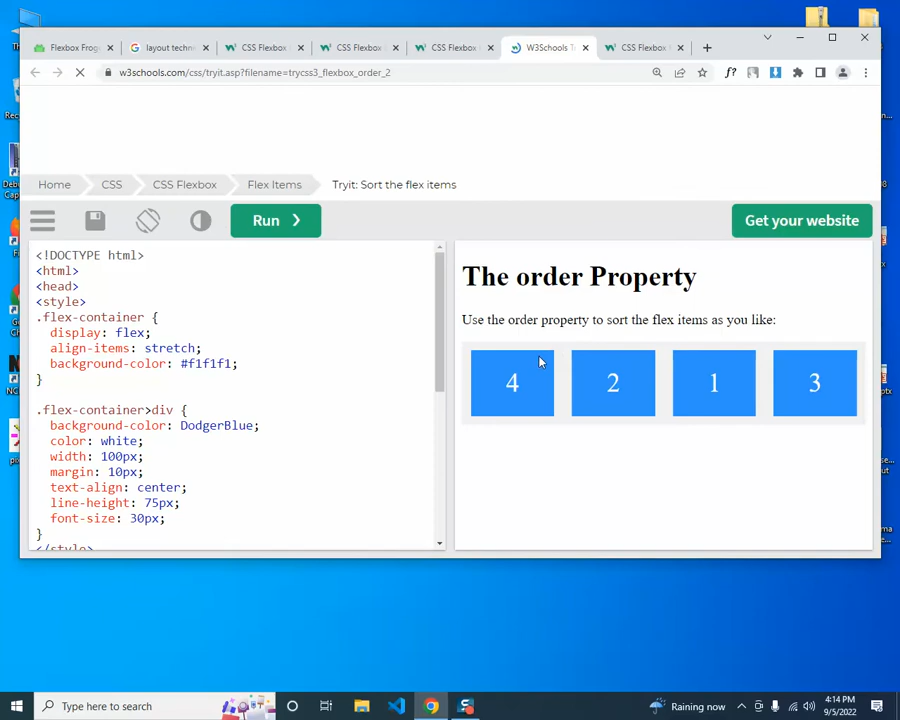 Flexbox Frog
layout techn
CSS Flexbox
CSS Flexbox
CSS Flexbox
W3Schools T
CSS Flexbox
w3schools.com/css/tryit.asp?filename=trycss3_flexbox_order_2
f?
Home
CSS
CSS Flexbox
Flex Items
Tryit: Sort the flex items
Run ❯
Get your website
<!DOCTYPE html>
<html>
<head>
<style>
.flex-container {
display: flex;
align-items: stretch;
background-color: #f1f1f1;
}
.flex-container>div {
background-color: DodgerBlue;
color: white;
width: 100px;
margin: 10px;
text-align: center;
line-height: 75px;
font-size: 30px;
}
</style>
The order Property
Use the order property to sort the flex items as you like:
4 2 1 3
Type here to search
Raining now
4:14 PM
9/5/2022